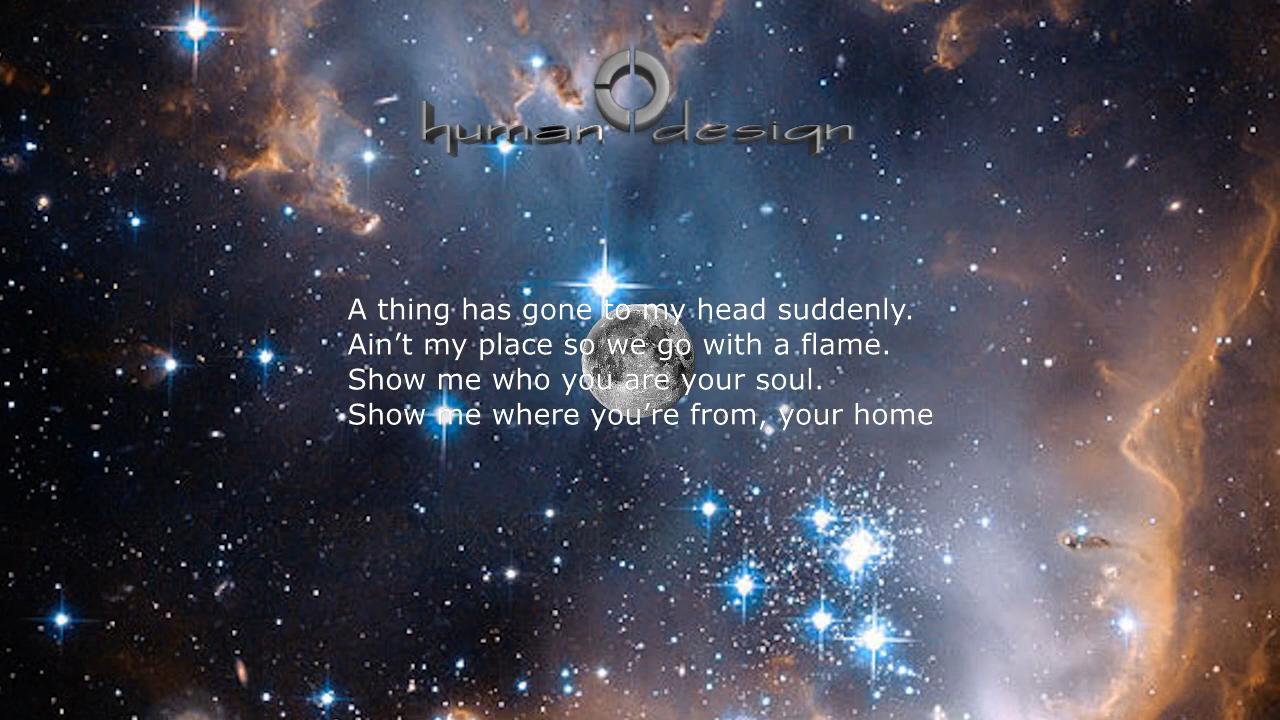 human design
A thing has gone to my head suddenly.
Ain’t my place so we go with a flame.
Show me who you are your soul.
Show me where you’re from, your home